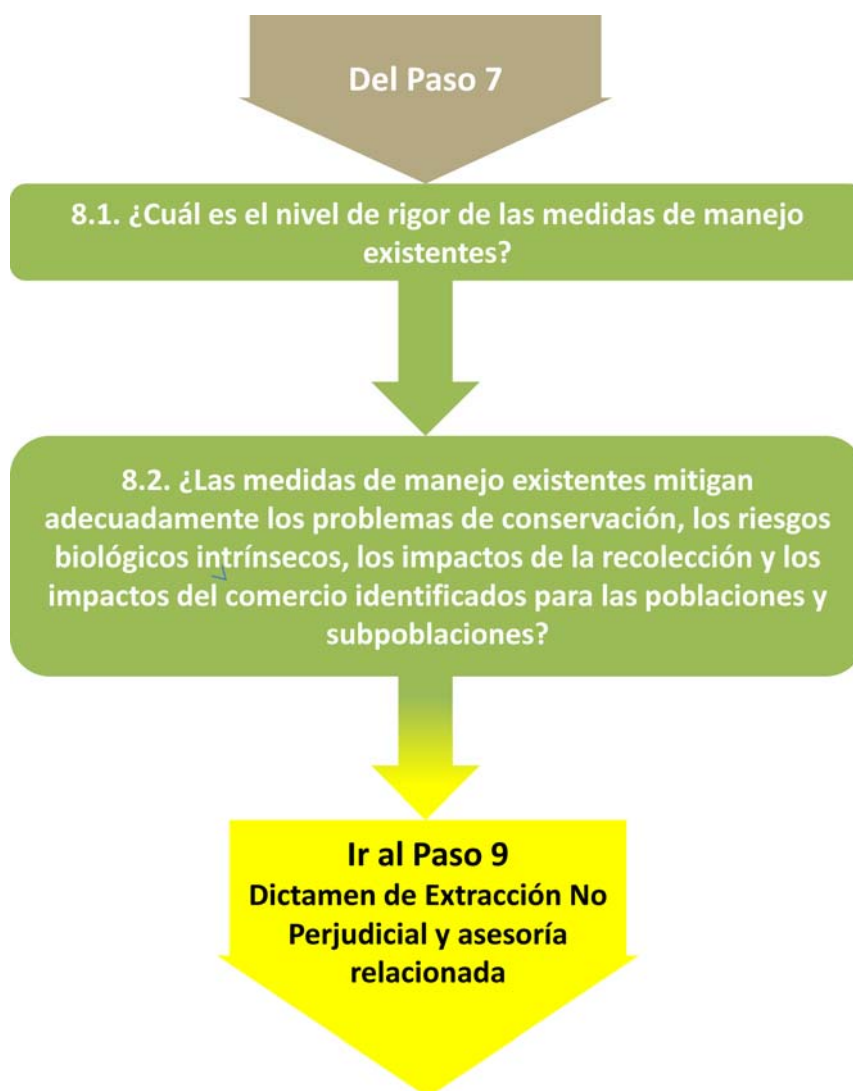 Del Paso 7
8.1. ¿Cuál es el nivel de rigor de las medidas de manejo
existentes?
8.2. ¿Las medidas de manejo existentes mitigan
adecuadamente los problemas de conservación, los riesgos
biológicos intrínsecos, los impactos de la recolección y los
impactos del comercio identificados para las poblaciones y
subpoblaciones?
Ir al Paso 9
Dictamen de Extracción No
Perjudicial y asesoría
relacionada